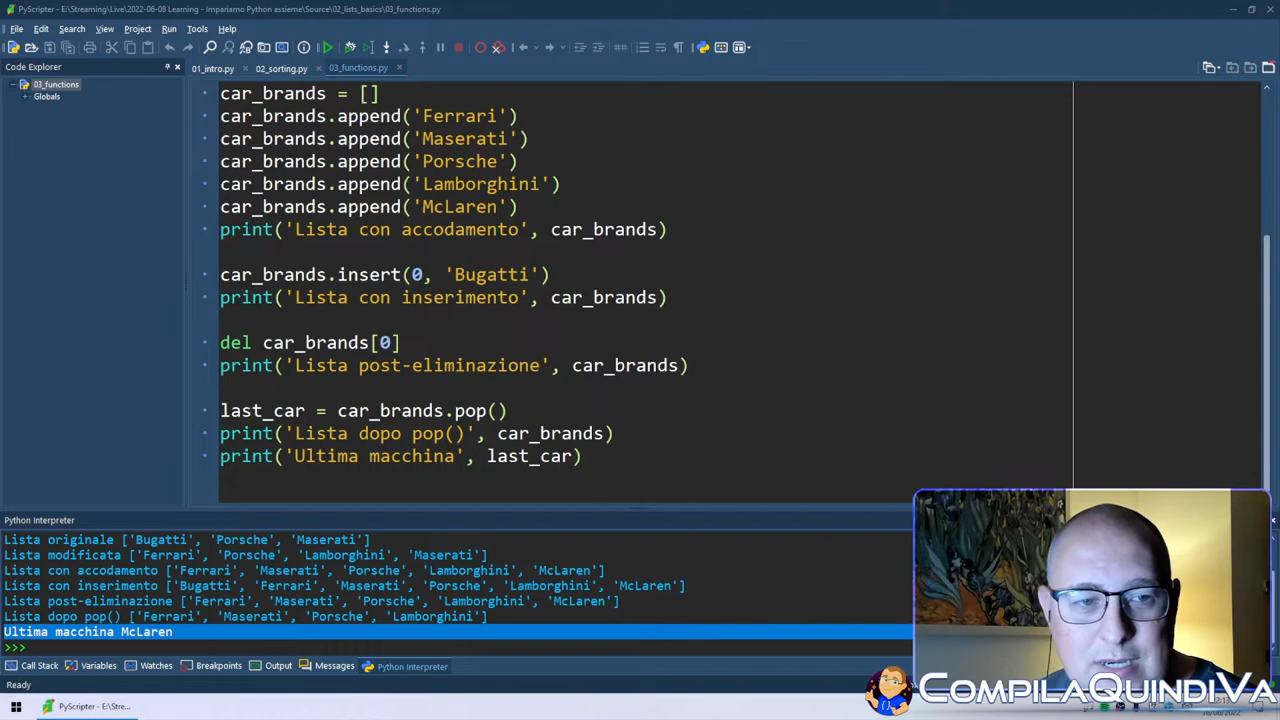 PyScripter - E:\Streaming\Live\2022-06-08 Learning - Impariamo Python assieme\Source\02_lists_basics\03_functions.py
File Edit Search View Project Run Tools Help
Code Explorer
01_intro.py 02_sorting.py 03_functions.py
03_functions
Globals
car_brands = []
car_brands.append('Ferrari')
car_brands.append('Maserati')
car_brands.append('Porsche')
car_brands.append('Lamborghini')
car_brands.append('McLaren')
print('Lista con accodamento', car_brands)
car_brands.insert(0, 'Bugatti')
print('Lista con inserimento', car_brands)
del car_brands[0]
print('Lista post-eliminazione', car_brands)
last_car = car_brands.pop()
print('Lista dopo pop()', car_brands)
print('Ultima macchina', last_car)
Python Interpreter
Lista originale ['Bugatti', 'Porsche', 'Maserati']
Lista modificata ['Ferrari', 'Porsche', 'Lamborghini', 'Maserati']
Lista con accodamento ['Ferrari', 'Maserati', 'Porsche', 'Lamborghini', 'McLaren']
Lista con inserimento ['Bugatti', 'Ferrari', 'Maserati', 'Porsche', 'Lamborghini', 'McLaren']
Lista post-eliminazione ['Ferrari', 'Maserati', 'Porsche', 'Lamborghini', 'McLaren']
Lista dopo pop() ['Ferrari', 'Maserati', 'Porsche', 'Lamborghini']
Ultima macchina McLaren
>>>
Call Stack Variables Watches Breakpoints Output Messages Python Interpreter
Ready
COMPILAQUINDIVA
PyScripter - E:\Stre...